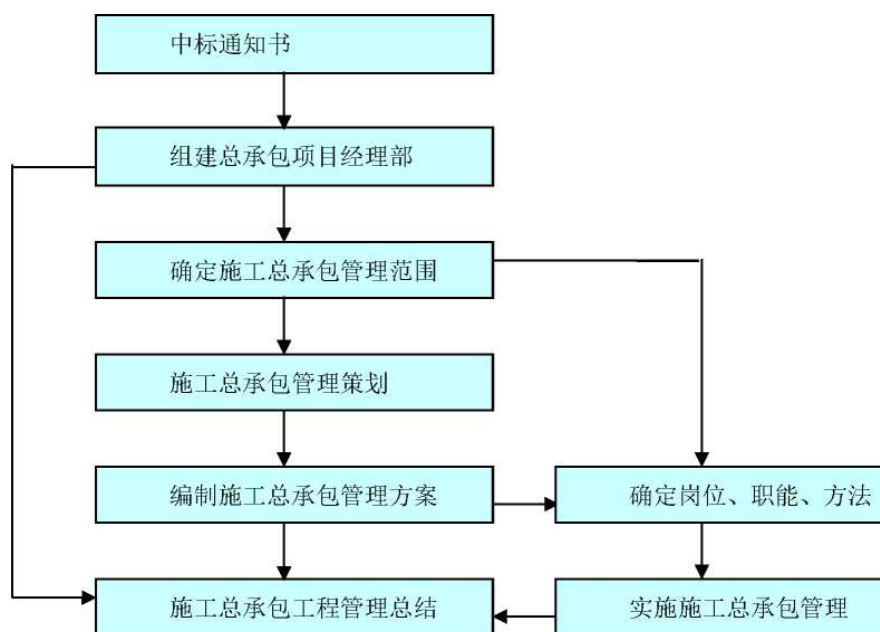 中标通知书
组建总承包项目经理部
确定施工总承包管理范围
施工总承包管理策划
编制施工总承包管理方案
确定岗位、职能、方法
施工总承包工程管理总结
实施施工总承包管理